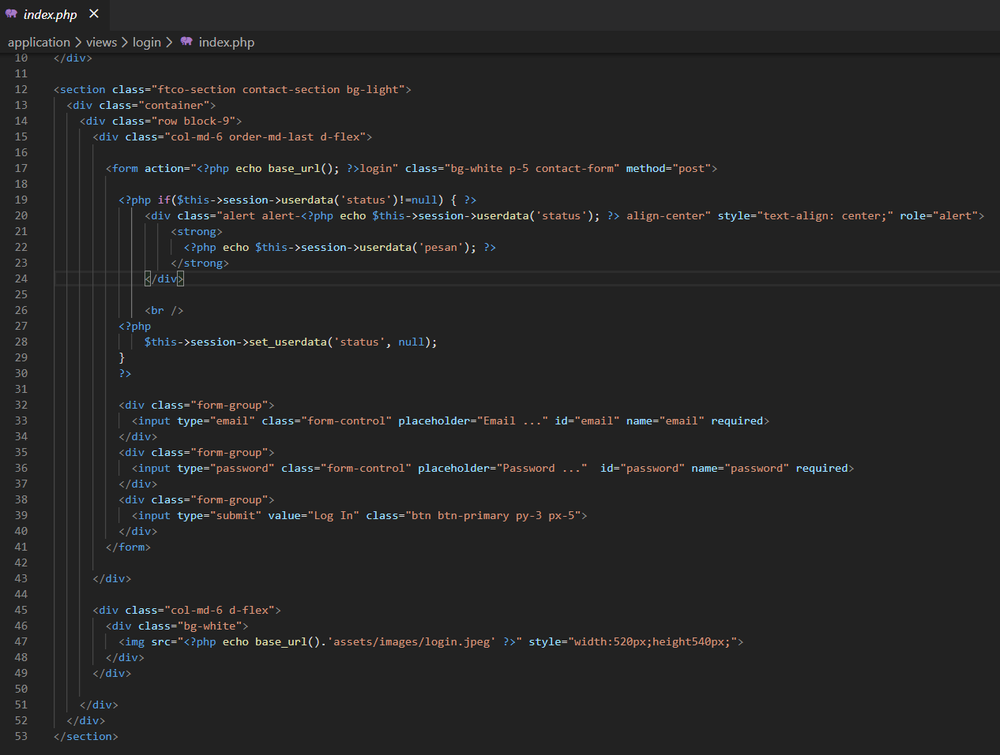 index.php
application > views > login > index.php
10 </div>
11
12 <section class="ftco-section contact-section bg-light">
13 <div class="container">
14 <div class="row block-9">
15 <div class="col-md-6 order-md-last d-flex">
16
17 <form action="<?php echo base_url(); ?>login" class="bg-white p-5 contact-form" method="post">
18
19 <?php if($this->session->userdata('status')!=null) { ?>
20 <div class="alert alert-<?php echo $this->session->userdata('status'); ?> align-center" style="text-align: center;" role="alert">
21 <strong>
22 <?php echo $this->session->userdata('pesan'); ?>
23 </strong>
24 </div>
25
26 <br />
27 <?php
28 $this->session->set_userdata('status', null);
29 }
30 ?>
31
32 <div class="form-group">
33 <input type="email" class="form-control" placeholder="Email ..." id="email" name="email" required>
34 </div>
35 <div class="form-group">
36 <input type="password" class="form-control" placeholder="Password ..."  id="password" name="password" required>
37 </div>
38 <div class="form-group">
39 <input type="submit" value="Log In" class="btn btn-primary py-3 px-5">
40 </div>
41 </form>
42
43 </div>
44
45 <div class="col-md-6 d-flex">
46 <div class="bg-white">
47 <img src="<?php echo base_url().'assets/images/login.jpeg' ?>" style="width:520px;height540px;">
48 </div>
49 </div>
50
51 </div>
52 </div>
53 </section>